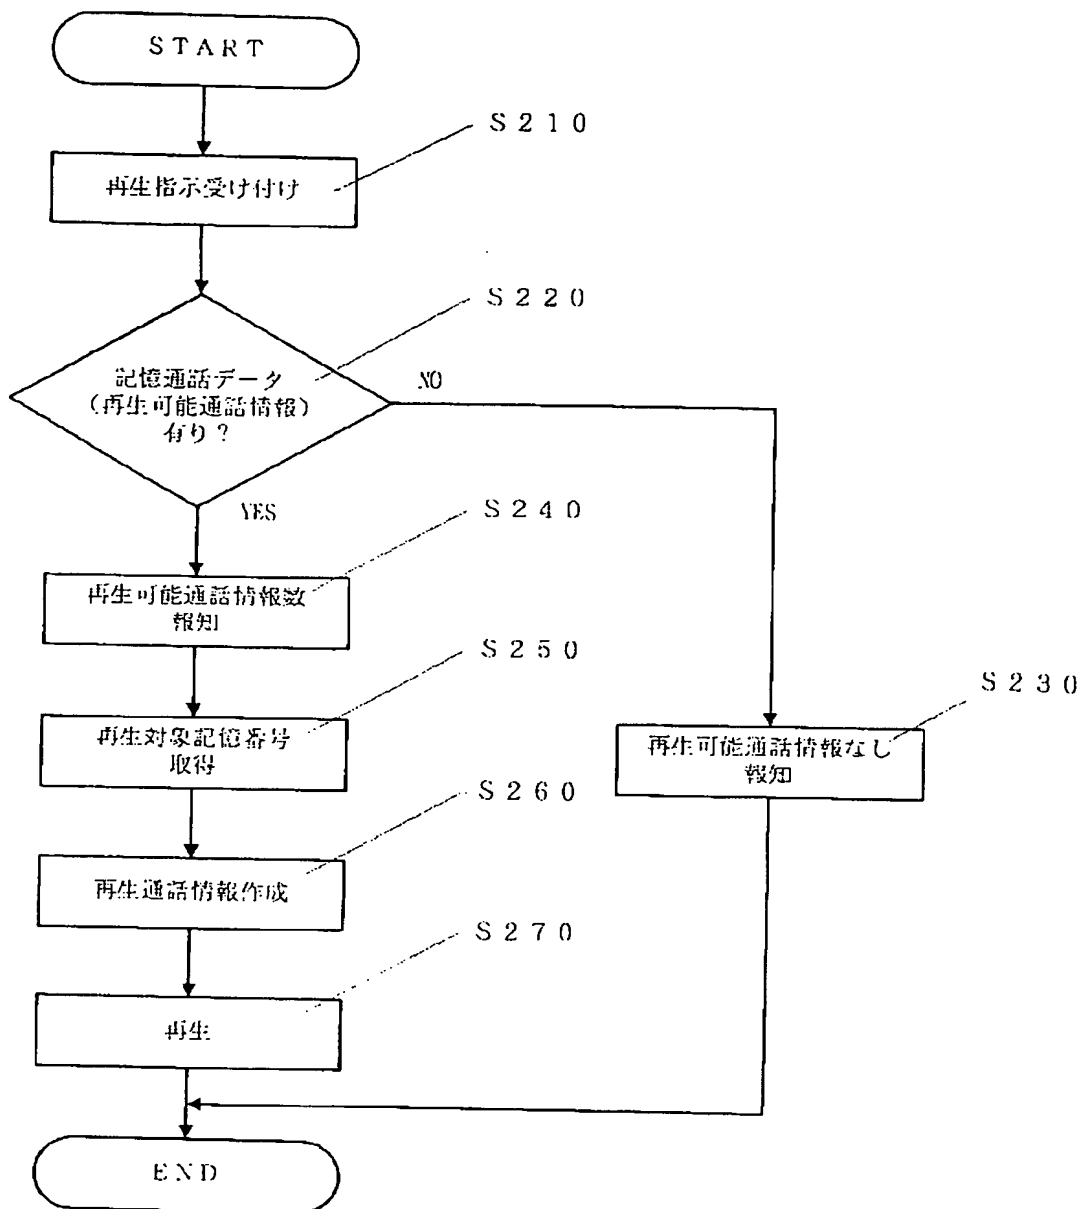 START
S210
再生指示受け付け
S220
記憶通話データ
(再生可能通話情報)
有り?
NO
YES
S240
再生可能通話情報数
報知
S250
再生対象記憶番号
取得
S230
再生可能通話情報なし
報知
S260
再生通話情報作成
S270
再生
END